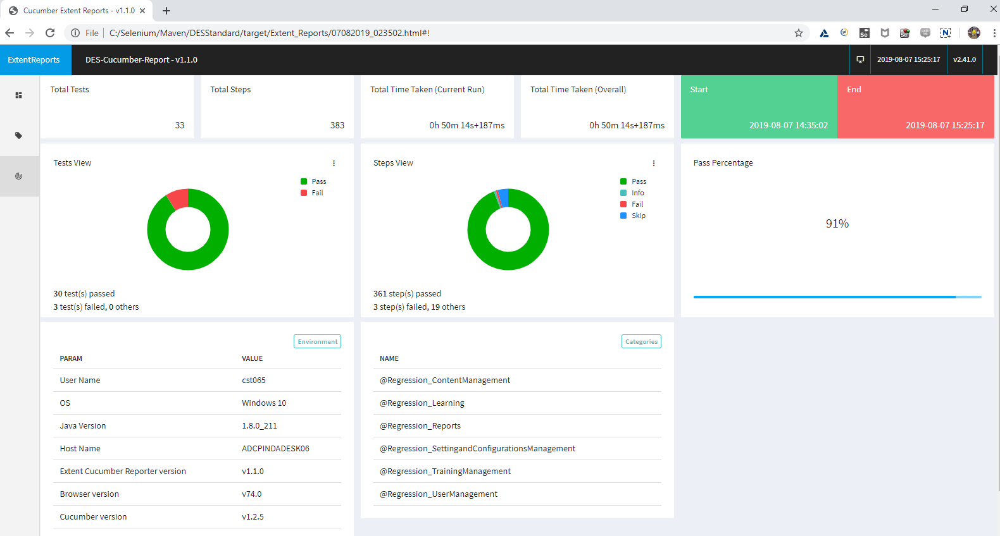 Cucumber Extent Reports - v1.1.0
File
C:/Selenium/Maven/DESStandard/target/Extent_Reports/07082019_023502.html#!
ExtentReports
DES-Cucumber-Report - v1.1.0
2019-08-07 15:25:17
v2.41.0
Total Tests
33
Total Steps
383
Total Time Taken (Current Run)
0h 50m 14s+187ms
Total Time Taken (Overall)
0h 50m 14s+187ms
Start
2019-08-07 14:35:02
End
2019-08-07 15:25:17
Tests View
Pass
Fail
30 test(s) passed
3 test(s) failed, 0 others
Steps View
Pass
Info
Fail
Skip
361 step(s) passed
3 step(s) failed, 19 others
Pass Percentage
91%
Environment
PARAM VALUE
User Name cst065
OS Windows 10
Java Version 1.8.0_211
Host Name ADCPINDADESK06
Extent Cucumber Reporter version v1.1.0
Browser version v74.0
Cucumber version v1.2.5
Categories
NAME
@Regression_ContentManagement
@Regression_Learning
@Regression_Reports
@Regression_SettingandConfigurationsManagement
@Regression_TrainingManagement
@Regression_UserManagement